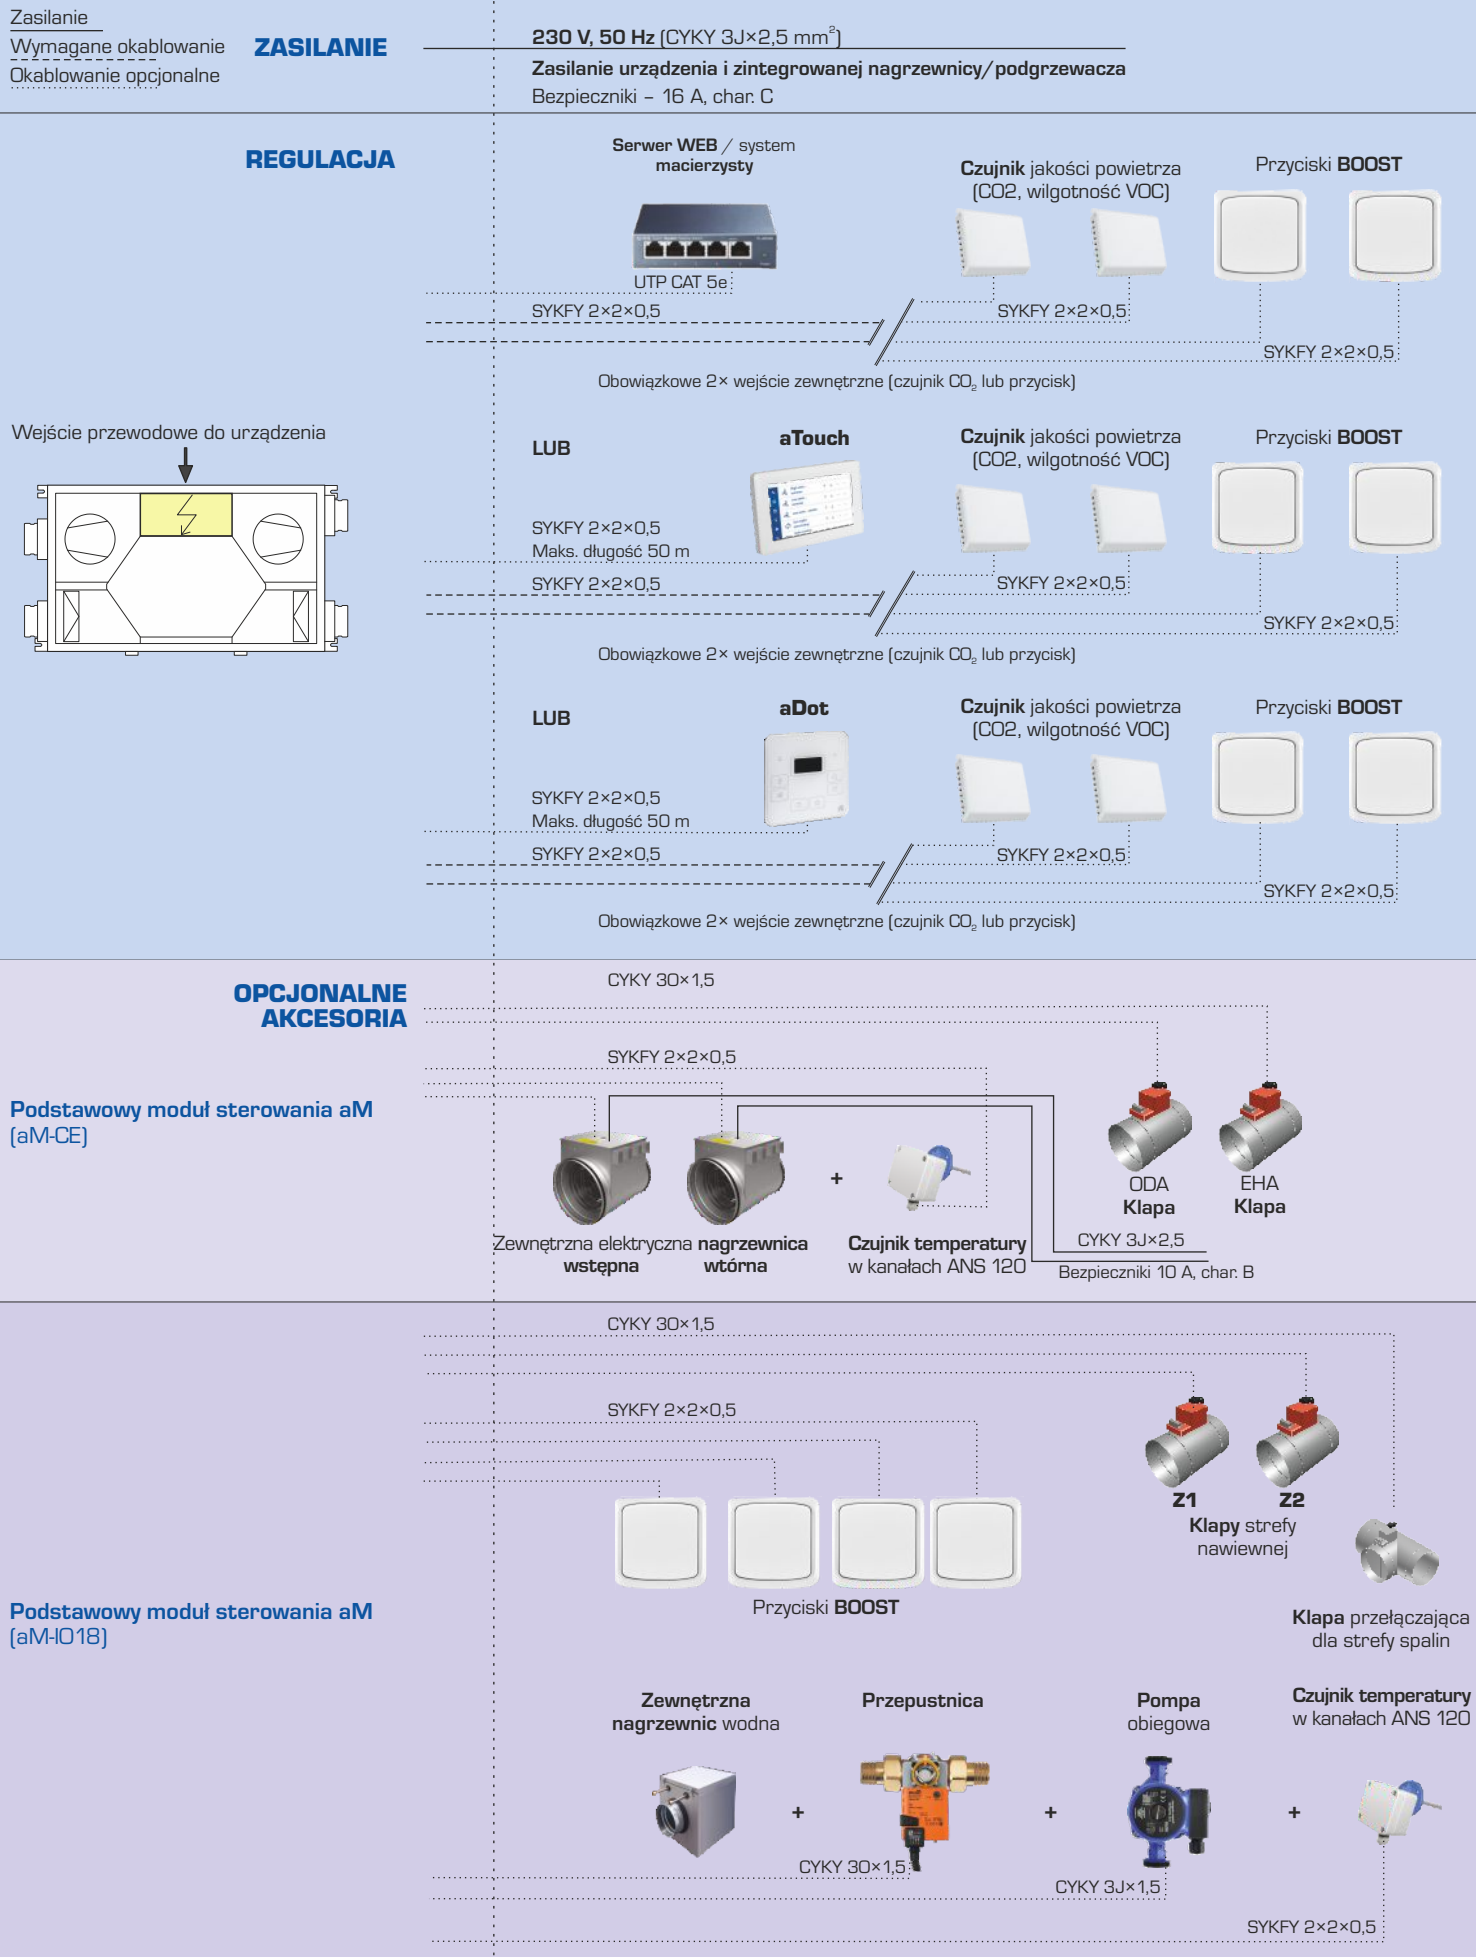 Zasilanie
Wymagane okablowanie
Okablowanie opcjonalne
ZASILANIE
230 V, 50 Hz (CYKY 3J×2,5 mm²)
Zasilanie urządzenia i zintegrowanej nagrzewnicy/podgrzewacza
Bezpieczniki – 16 A, char. C
REGULACJA
Serwer WEB / system
macierzysty
Czujnik jakości powietrza
(CO2, wilgotność VOC)
Przyciski BOOST
UTP CAT 5e
SYKFY 2×2×0,5
SYKFY 2×2×0,5
SYKFY 2×2×0,5
Obowiązkowe 2× wejście zewnętrzne (czujnik CO₂ lub przycisk)
Wejście przewodowe do urządzenia
LUB
aTouch
Czujnik jakości powietrza
(CO2, wilgotność VOC)
Przyciski BOOST
SYKFY 2×2×0,5
Maks. długość 50 m
SYKFY 2×2×0,5
SYKFY 2×2×0,5
SYKFY 2×2×0,5
Obowiązkowe 2× wejście zewnętrzne (czujnik CO₂ lub przycisk)
LUB
aDot
Czujnik jakości powietrza
(CO2, wilgotność VOC)
Przyciski BOOST
SYKFY 2×2×0,5
Maks. długość 50 m
SYKFY 2×2×0,5
SYKFY 2×2×0,5
SYKFY 2×2×0,5
Obowiązkowe 2× wejście zewnętrzne (czujnik CO₂ lub przycisk)
OPCJONALNE
AKCESORIA
CYKY 3O×1,5
SYKFY 2×2×0,5
Podstawowy moduł sterowania aM
(aM-CE)
+
ODA
Klapa
EHA
Klapa
Zewnętrzna elektryczna nagrzewnica
wstępna wtórna
Czujnik temperatury
w kanałach ANS 120
CYKY 3J×2,5
Bezpieczniki 10 A, char. B
CYKY 3O×1,5
SYKFY 2×2×0,5
Z1
Z2
Klapy strefy
nawiewnej
Przyciski BOOST
Podstawowy moduł sterowania aM
(aM-IO18)
Klapa przełączająca
dla strefy spalin
Zewnętrzna
nagrzewnic wodna
Przepustnica
Pompa
obiegowa
Czujnik temperatury
w kanałach ANS 120
+
+
+
CYKY 3O×1,5
CYKY 3J×1,5
SYKFY 2×2×0,5